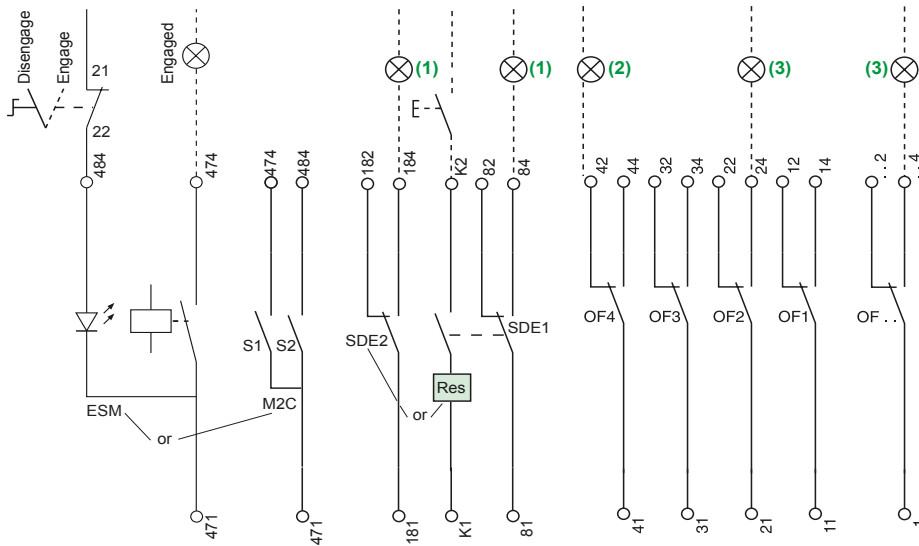 Disengage
Engage
Engaged
21
22
(1)
(1)
(2)
(3)
(3)
484
474
474
484
182
184
K2
82
84
42
44
32
34
22
24
12
14
. . 2
. . 4
S1
S2
SDE2
SDE1
OF4
OF3
OF2
OF1
OF . .
Res
ESM
or
M2C
or
471
471
181
K1
81
41
31
21
11